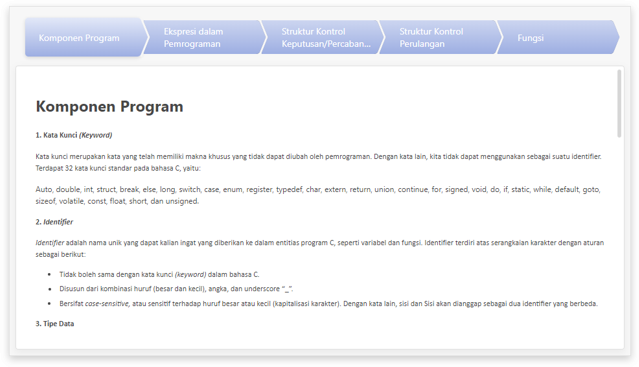 Komponen Program
Ekspresi dalam
Pemrograman
Struktur Kontrol
Keputusan/Percaban...
Struktur Kontrol
Perulangan
Fungsi
Komponen Program
1. Kata Kunci (Keyword)
Kata kunci merupakan kata yang telah memiliki makna khusus yang tidak dapat diubah oleh pemrograman. Dengan kata lain, kita tidak dapat menggunakan sebagai suatu identifier.
Terdapat 32 kata kunci standar pada bahasa C, yaitu:
Auto, double, int, struct, break, else, long, switch, case, enum, register, typedef, char, extern, return, union, continue, for, signed, void, do, if, static, while, default, goto,
sizeof, volatile, const, float, short, dan unsigned.
2. Identifier
Identifier adalah nama unik yang dapat kalian ingat yang diberikan ke dalam entitias program C, seperti variabel dan fungsi. Identifier terdiri atas serangkaian karakter dengan aturan
sebagai berikut:
• Tidak boleh sama dengan kata kunci (keyword) dalam bahasa C.
• Disusun dari kombinasi huruf (besar dan kecil), angka, dan underscore "_".
• Bersifat case-sensitive, atau sensitif terhadap huruf besar atau kecil (kapitalisasi karakter). Dengan kata lain, sisi dan Sisi akan dianggap sebagai dua identifier yang berbeda.
3. Tipe Data